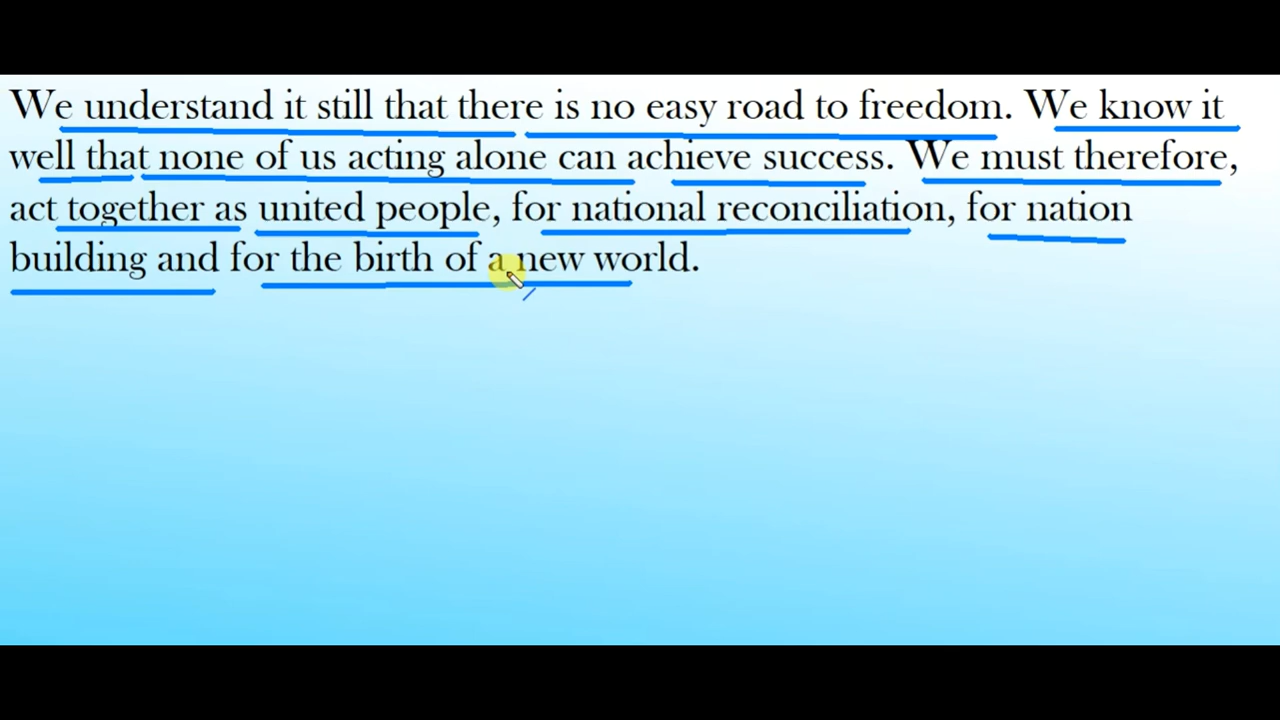 We understand it still that there is no easy road to freedom. We know it
well that none of us acting alone can achieve success. We must therefore,
act together as united people, for national reconciliation, for nation
building and for the birth of a new world.